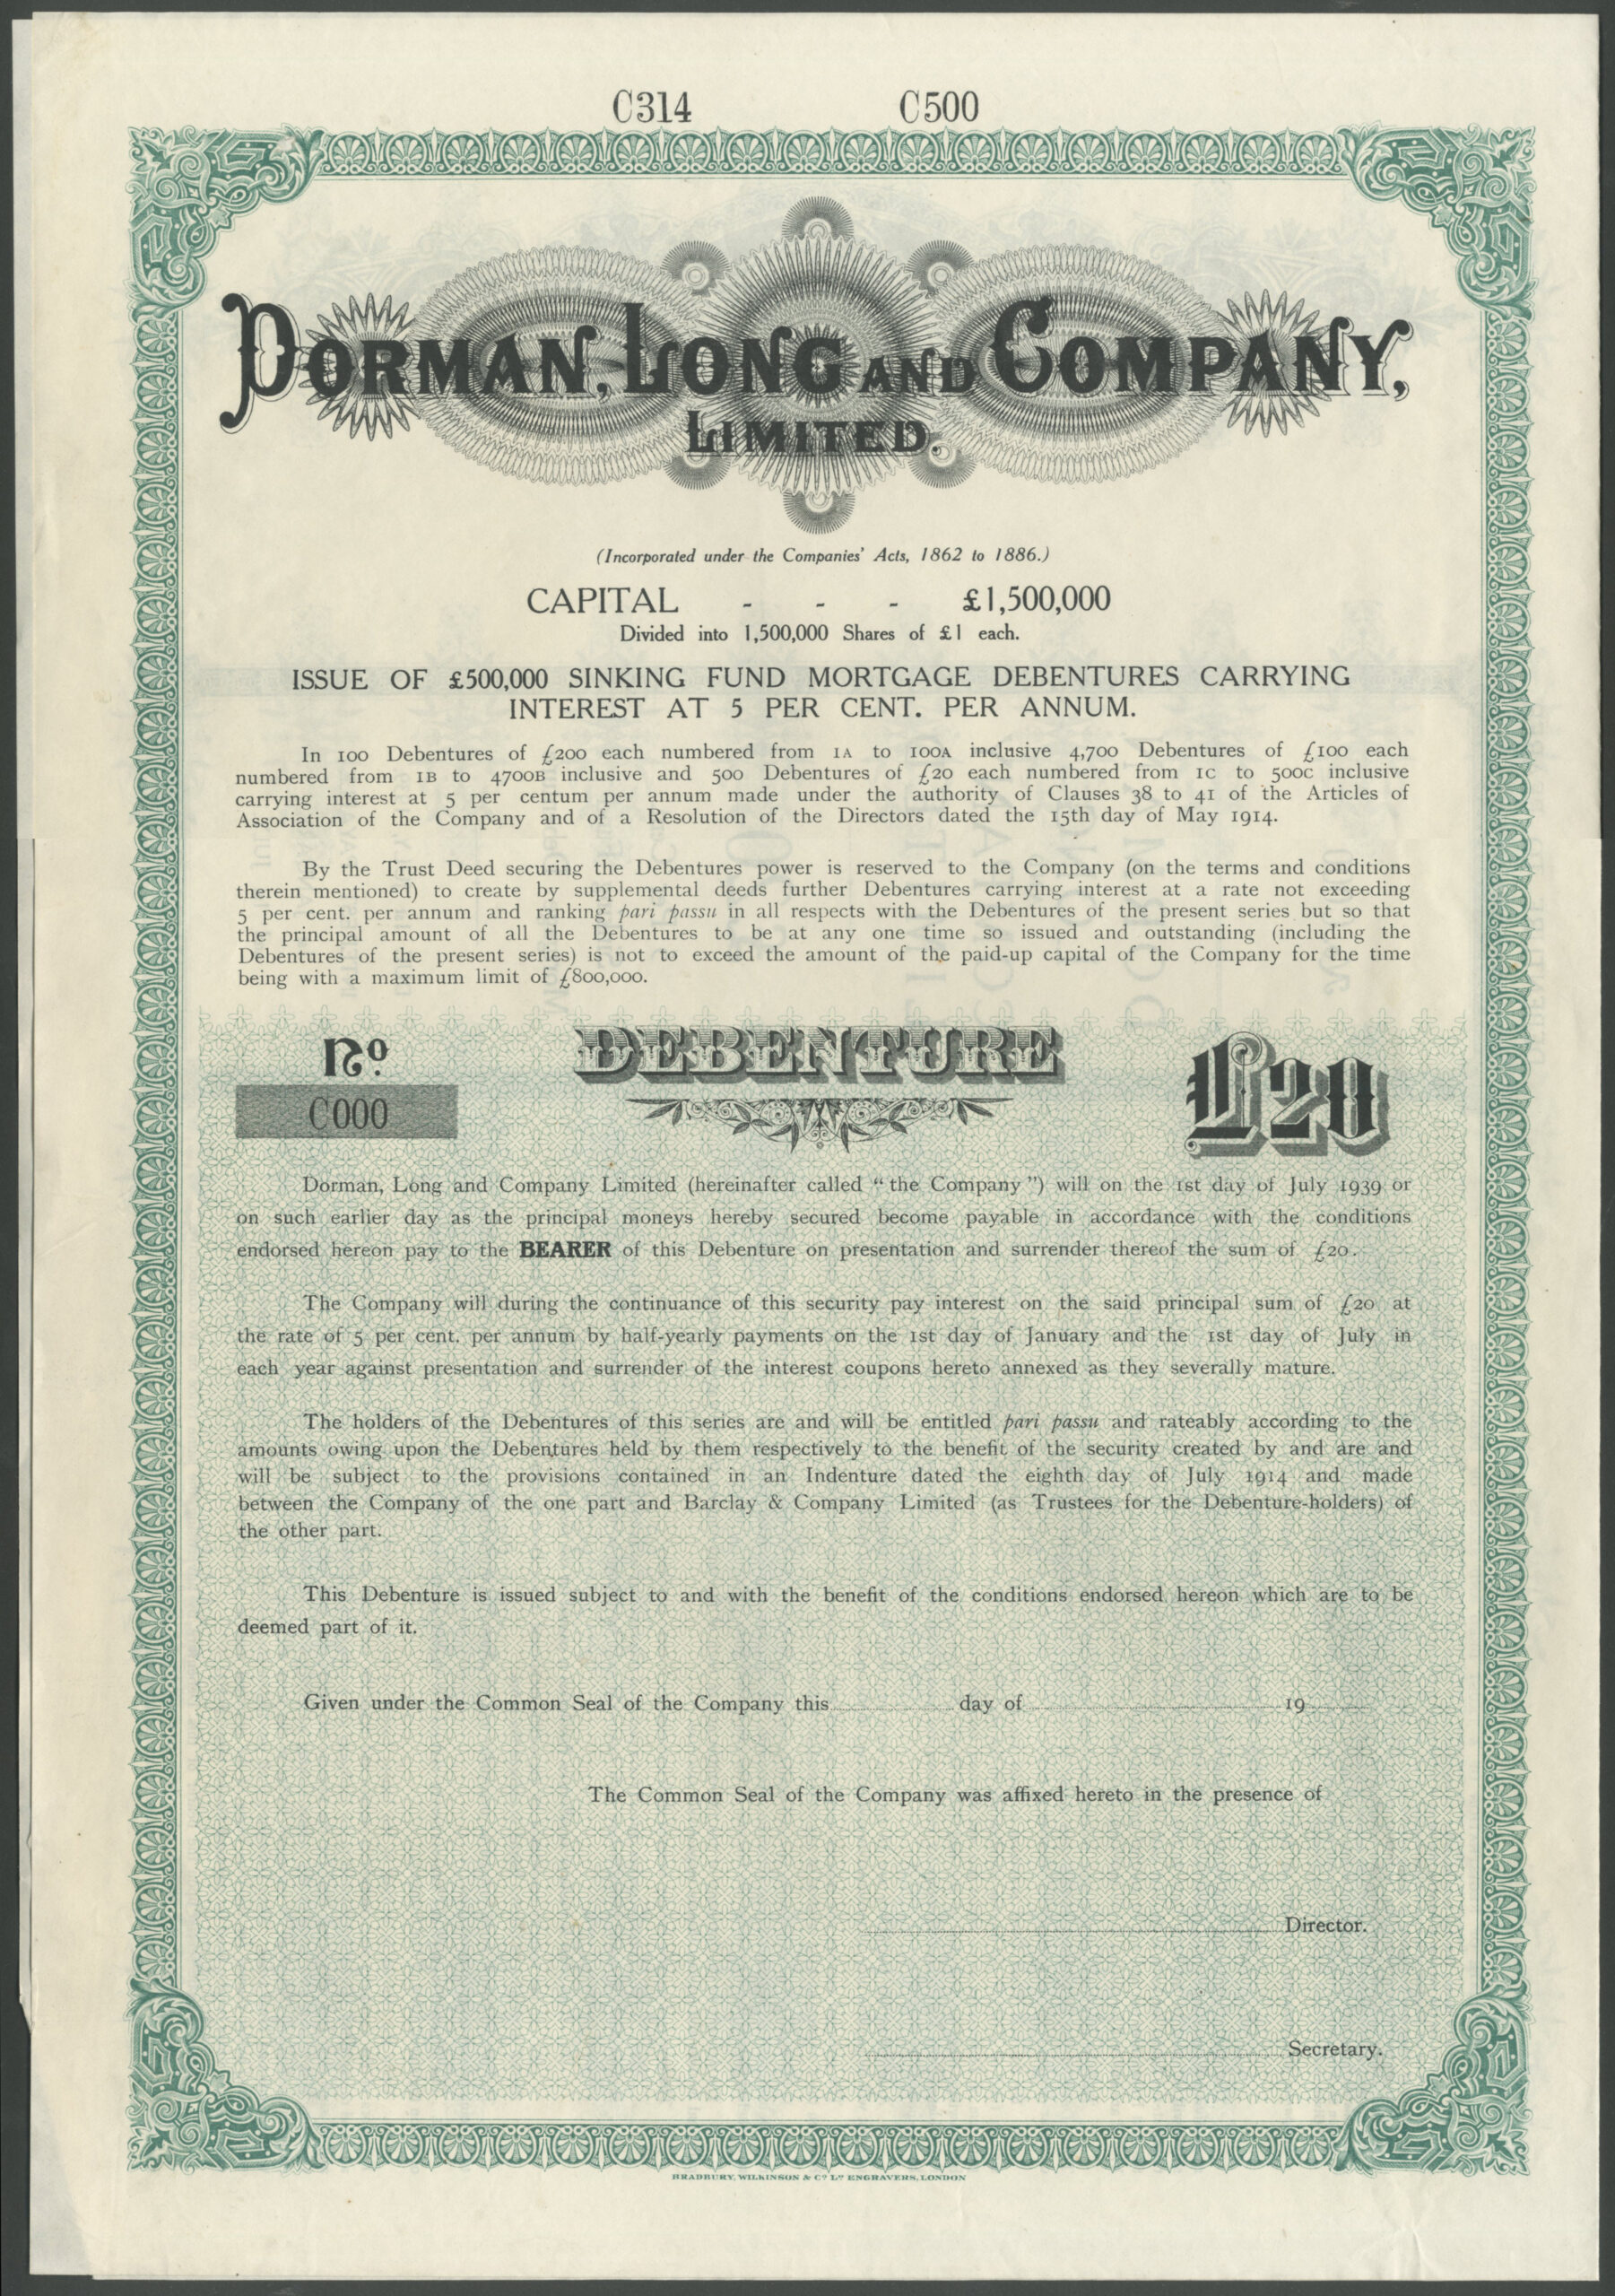 C314 C500
DORMAN, LONG AND COMPANY,
LIMITED.
(Incorporated under the Companies' Acts, 1862 to 1886.)
CAPITAL - - - £1,500,000
Divided into 1,500,000 Shares of £1 each.
ISSUE OF £500,000 SINKING FUND MORTGAGE DEBENTURES CARRYING
INTEREST AT 5 PER CENT. PER ANNUM.
In 100 Debentures of £200 each numbered from 1A to 100A inclusive 4,700 Debentures of £100 each
numbered from 1B to 4700B inclusive and 500 Debentures of £20 each numbered from 1C to 500C inclusive
carrying interest at 5 per centum per annum made under the authority of Clauses 38 to 41 of the Articles of
Association of the Company and of a Resolution of the Directors dated the 15th day of May 1914.
By the Trust Deed securing the Debentures power is reserved to the Company (on the terms and conditions
therein mentioned) to create by supplemental deeds further Debentures carrying interest at a rate not exceeding
5 per cent. per annum and ranking pari passu in all respects with the Debentures of the present series but so that
the principal amount of all the Debentures to be at any one time so issued and outstanding (including the
Debentures of the present series) is not to exceed the amount of the paid-up capital of the Company for the time
being with a maximum limit of £800,000.
No. DEBENTURE £20
C000
Dorman, Long and Company Limited (hereinafter called "the Company") will on the 1st day of July 1939 or
on such earlier day as the principal moneys hereby secured become payable in accordance with the conditions
endorsed hereon pay to the BEARER of this Debenture on presentation and surrender thereof the sum of £20.
The Company will during the continuance of this security pay interest on the said principal sum of £20 at
the rate of 5 per cent. per annum by half-yearly payments on the 1st day of January and the 1st day of July in
each year against presentation and surrender of the interest coupons hereto annexed as they severally mature.
The holders of the Debentures of this series are and will be entitled pari passu and rateably according to the
amounts owing upon the Debentures held by them respectively to the benefit of the security created by and are and
will be subject to the provisions contained in an Indenture dated the eighth day of July 1914 and made
between the Company of the one part and Barclay & Company Limited (as Trustees for the Debenture-holders) of
the other part.
This Debenture is issued subject to and with the benefit of the conditions endorsed hereon which are to be
deemed part of it.
Given under the Common Seal of the Company this day of 19
The Common Seal of the Company was affixed hereto in the presence of
Director.
Secretary.
BRADBURY, WILKINSON & Co. Ld. ENGRAVERS, LONDON